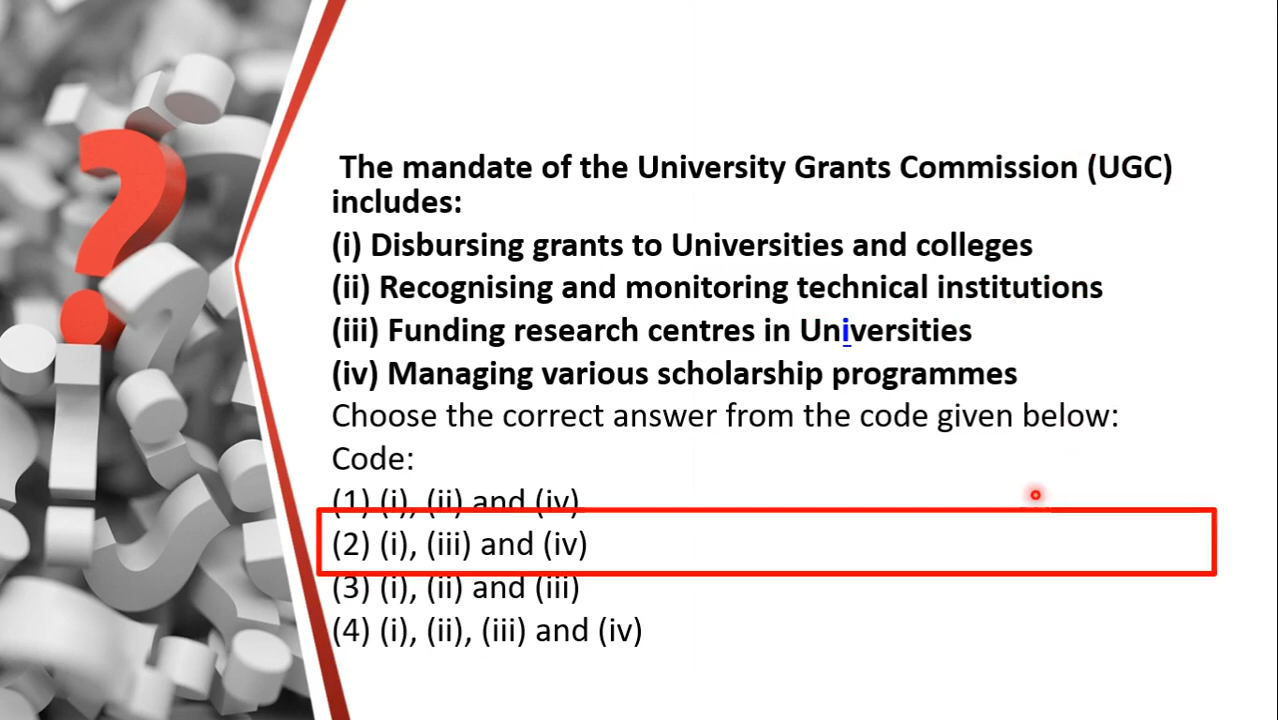 The mandate of the University Grants Commission (UGC)
includes:
(i) Disbursing grants to Universities and colleges
(ii) Recognising and monitoring technical institutions
(iii) Funding research centres in Universities
(iv) Managing various scholarship programmes
Choose the correct answer from the code given below:
Code:
(1) (i), (ii) and (iv)
(2) (i), (iii) and (iv)
(3) (i), (ii) and (iii)
(4) (i), (ii), (iii) and (iv)